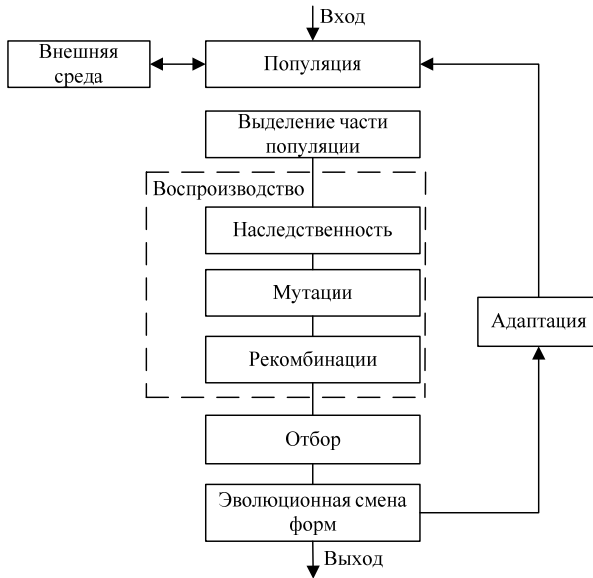 Вход
Внешняя
среда
Популяция
Выделение части
популяции
Воспроизводство
Наследственность
Мутации
Адаптация
Рекомбинации
Отбор
Эволюционная смена
форм
Выход